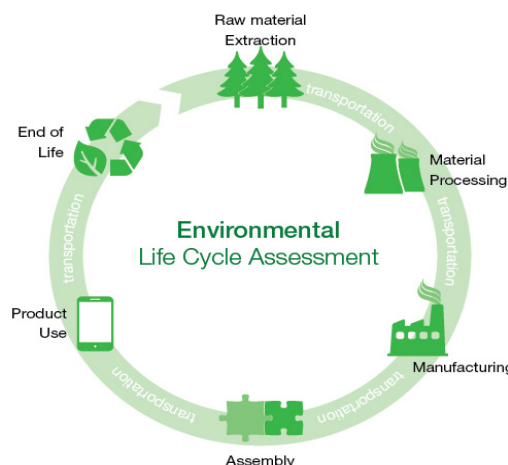 Raw material
Extraction
transportation
Material
Processing
transportation
Manufacturing
transportation
Assembly
transportation
Product
Use
transportation
End of
Life
Environmental
Life Cycle Assessment